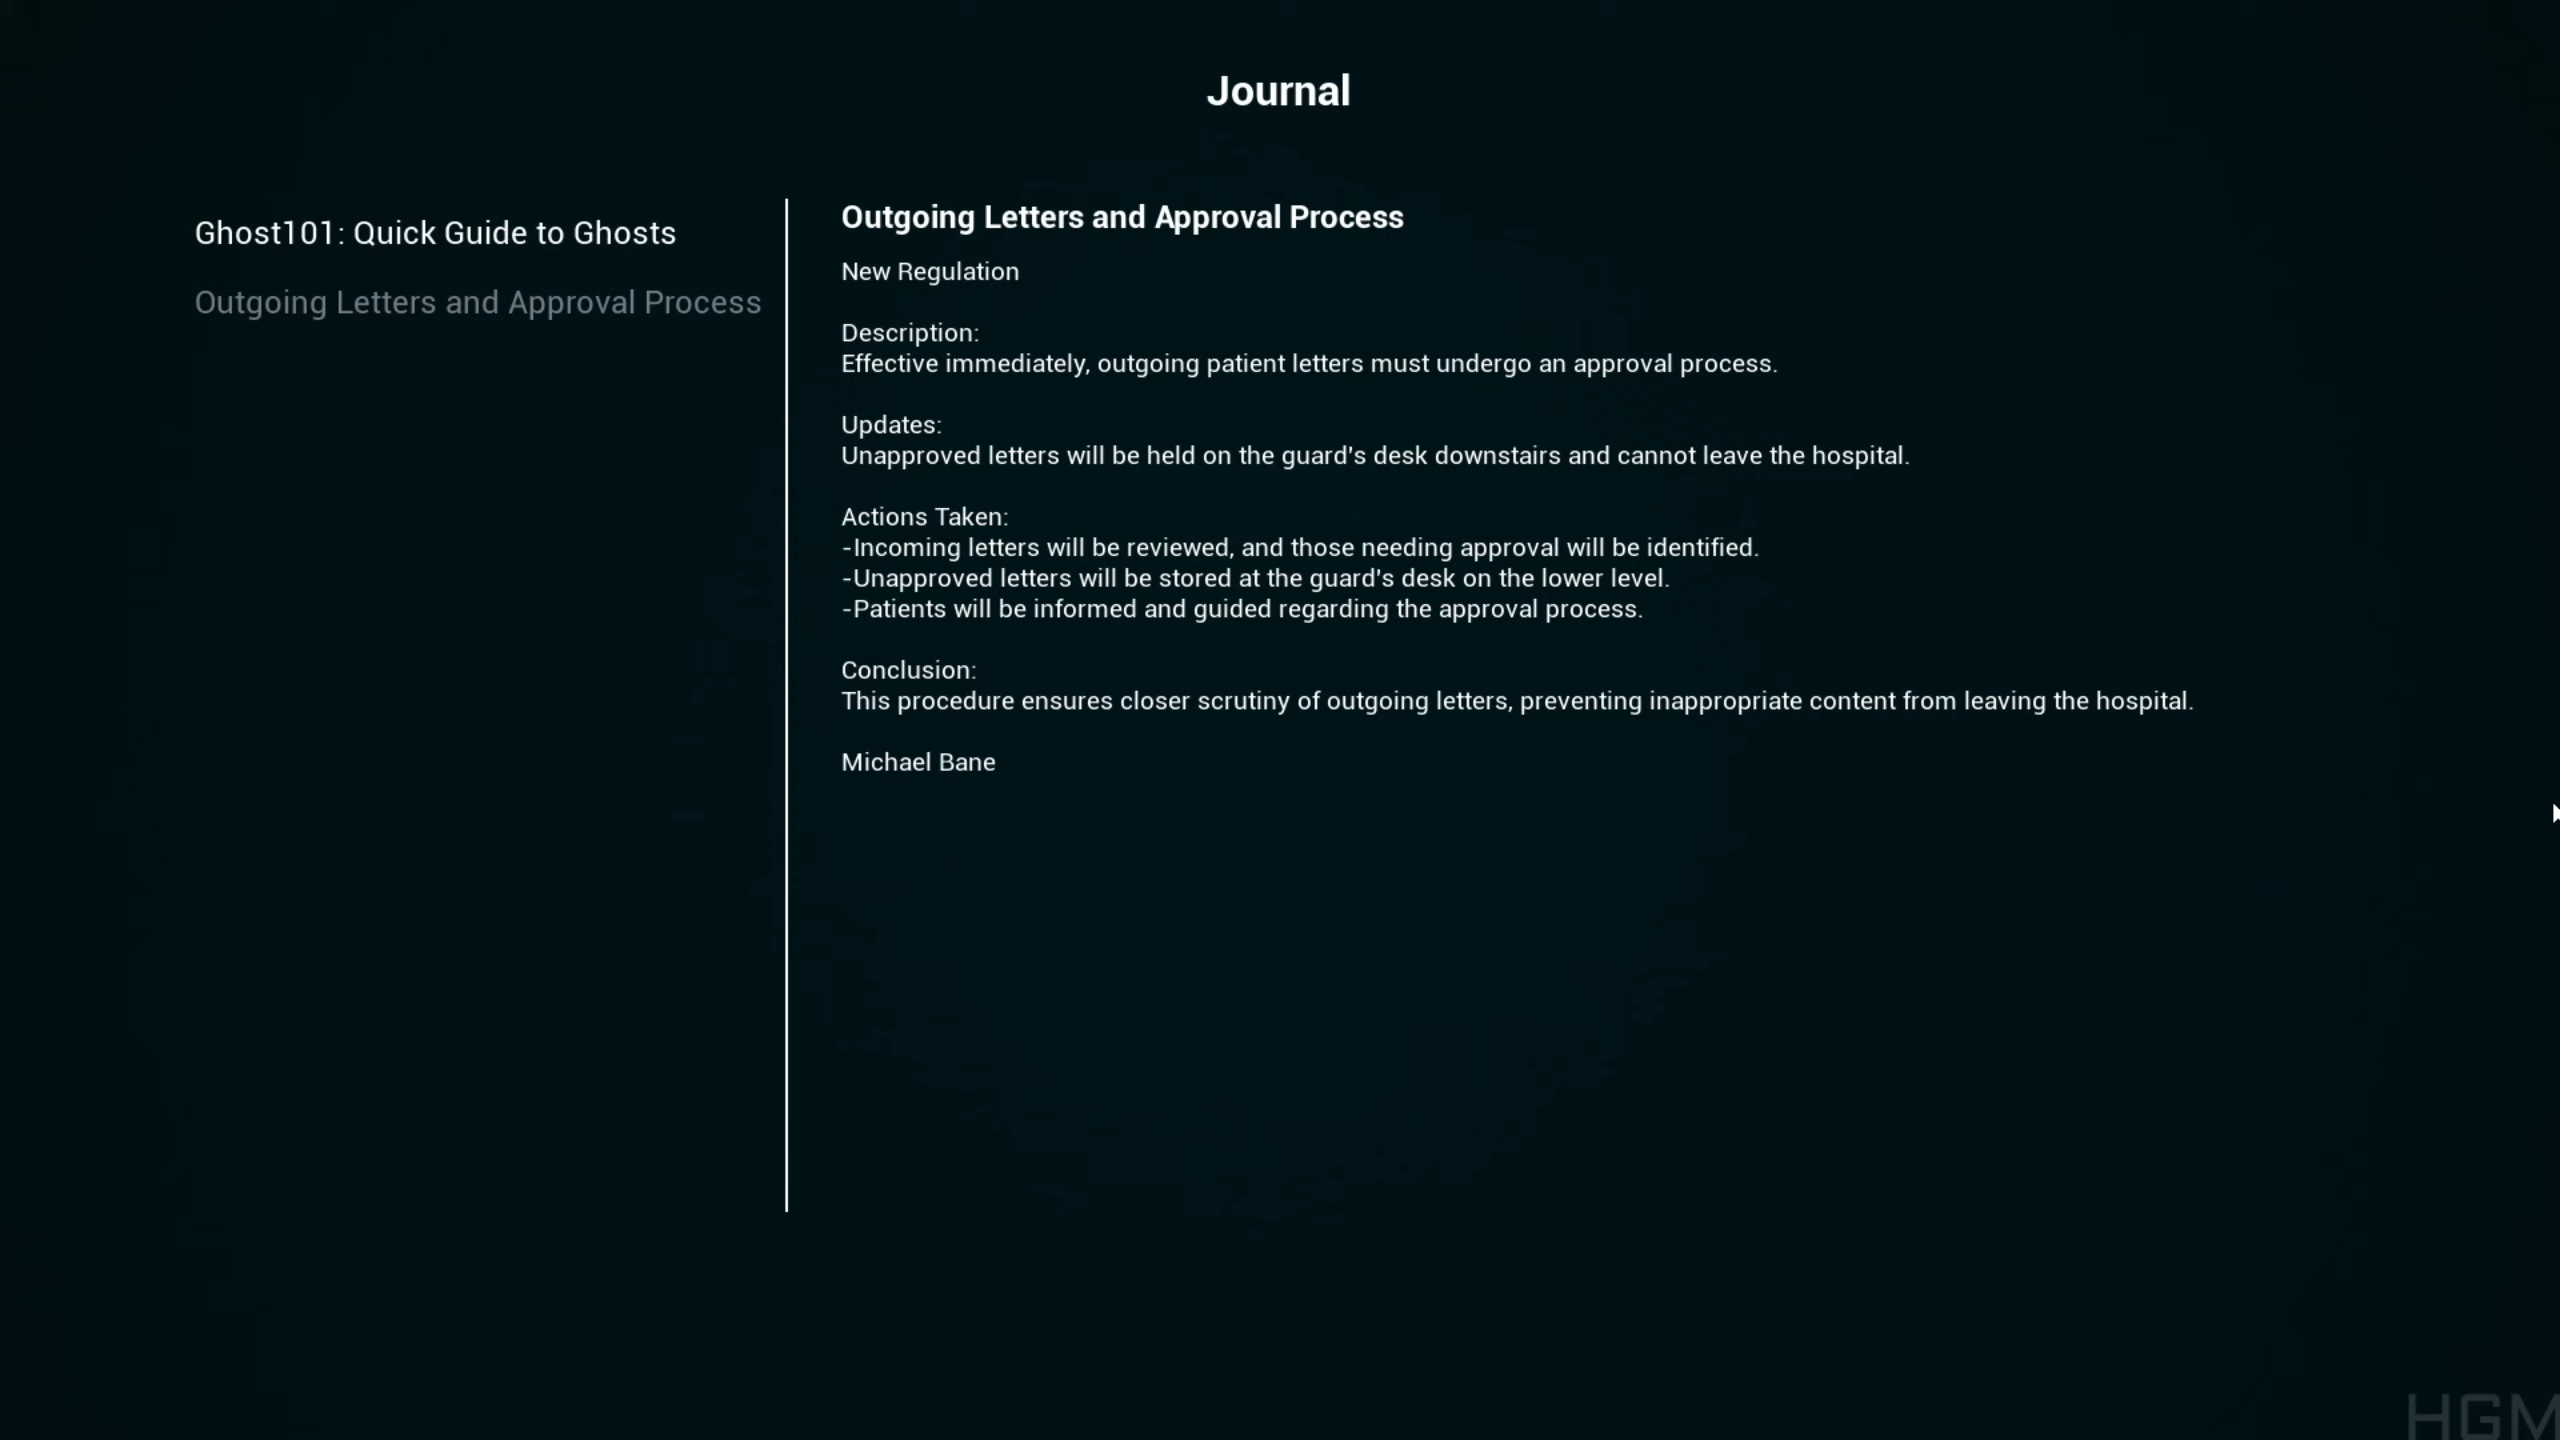 Journal
Ghost101: Quick Guide to Ghosts
Outgoing Letters and Approval Process
Outgoing Letters and Approval Process
New Regulation
Description:
Effective immediately, outgoing patient letters must undergo an approval process.
Updates:
Unapproved letters will be held on the guard's desk downstairs and cannot leave the hospital.
Actions Taken:
-Incoming letters will be reviewed, and those needing approval will be identified.
-Unapproved letters will be stored at the guard's desk on the lower level.
-Patients will be informed and guided regarding the approval process.
Conclusion:
This procedure ensures closer scrutiny of outgoing letters, preventing inappropriate content from leaving the hospital.
Michael Bane
HGM